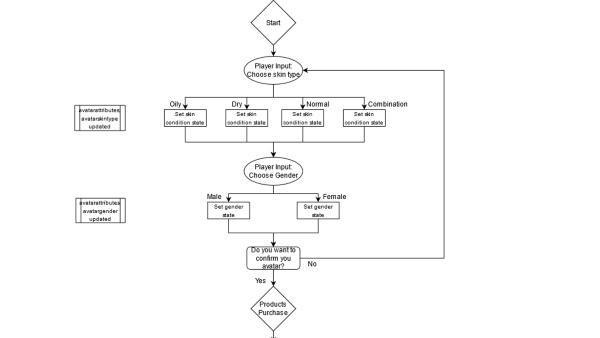 Start
Player Input:
Choose skin type
Oily
Dry
Normal
Combination
avatarattributes
avatarskintype
updated
Set skin
condition state
Set skin
condition state
Set skin
condition state
Set skin
condition state
Player Input:
Choose Gender
Male
Female
avatarattributes
avatargender
updated
Set gender
state
Set gender
state
Do you want to
confirm you
avatar?
No
Yes
Products
Purchase